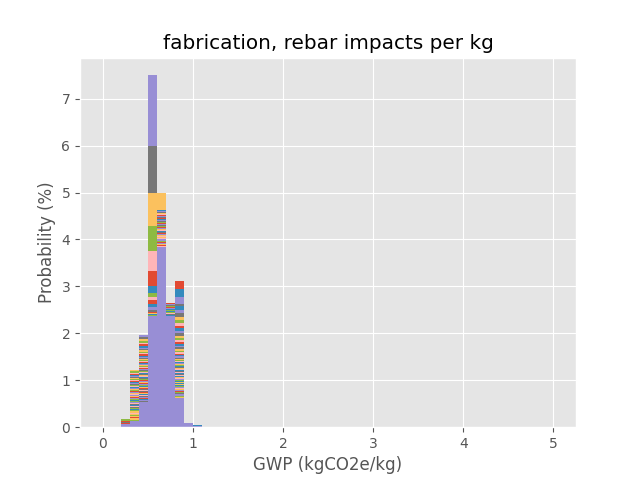 fabrication, rebar impacts per kg
Probability (%)
7
6
5
4
3
2
1
0
0 1 2 3 4 5
GWP (kgCO2e/kg)